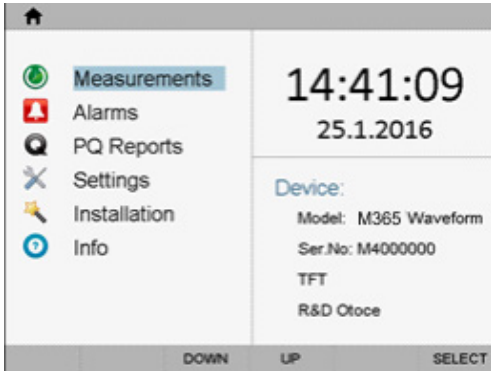 Measurements
Alarms
PQ Reports
Settings
Installation
Info
14:41:09
25.1.2016
Device:
Model: M365 Waveform
Ser.No: M4000000
TFT
R&D Otoce
DOWN UP SELECT